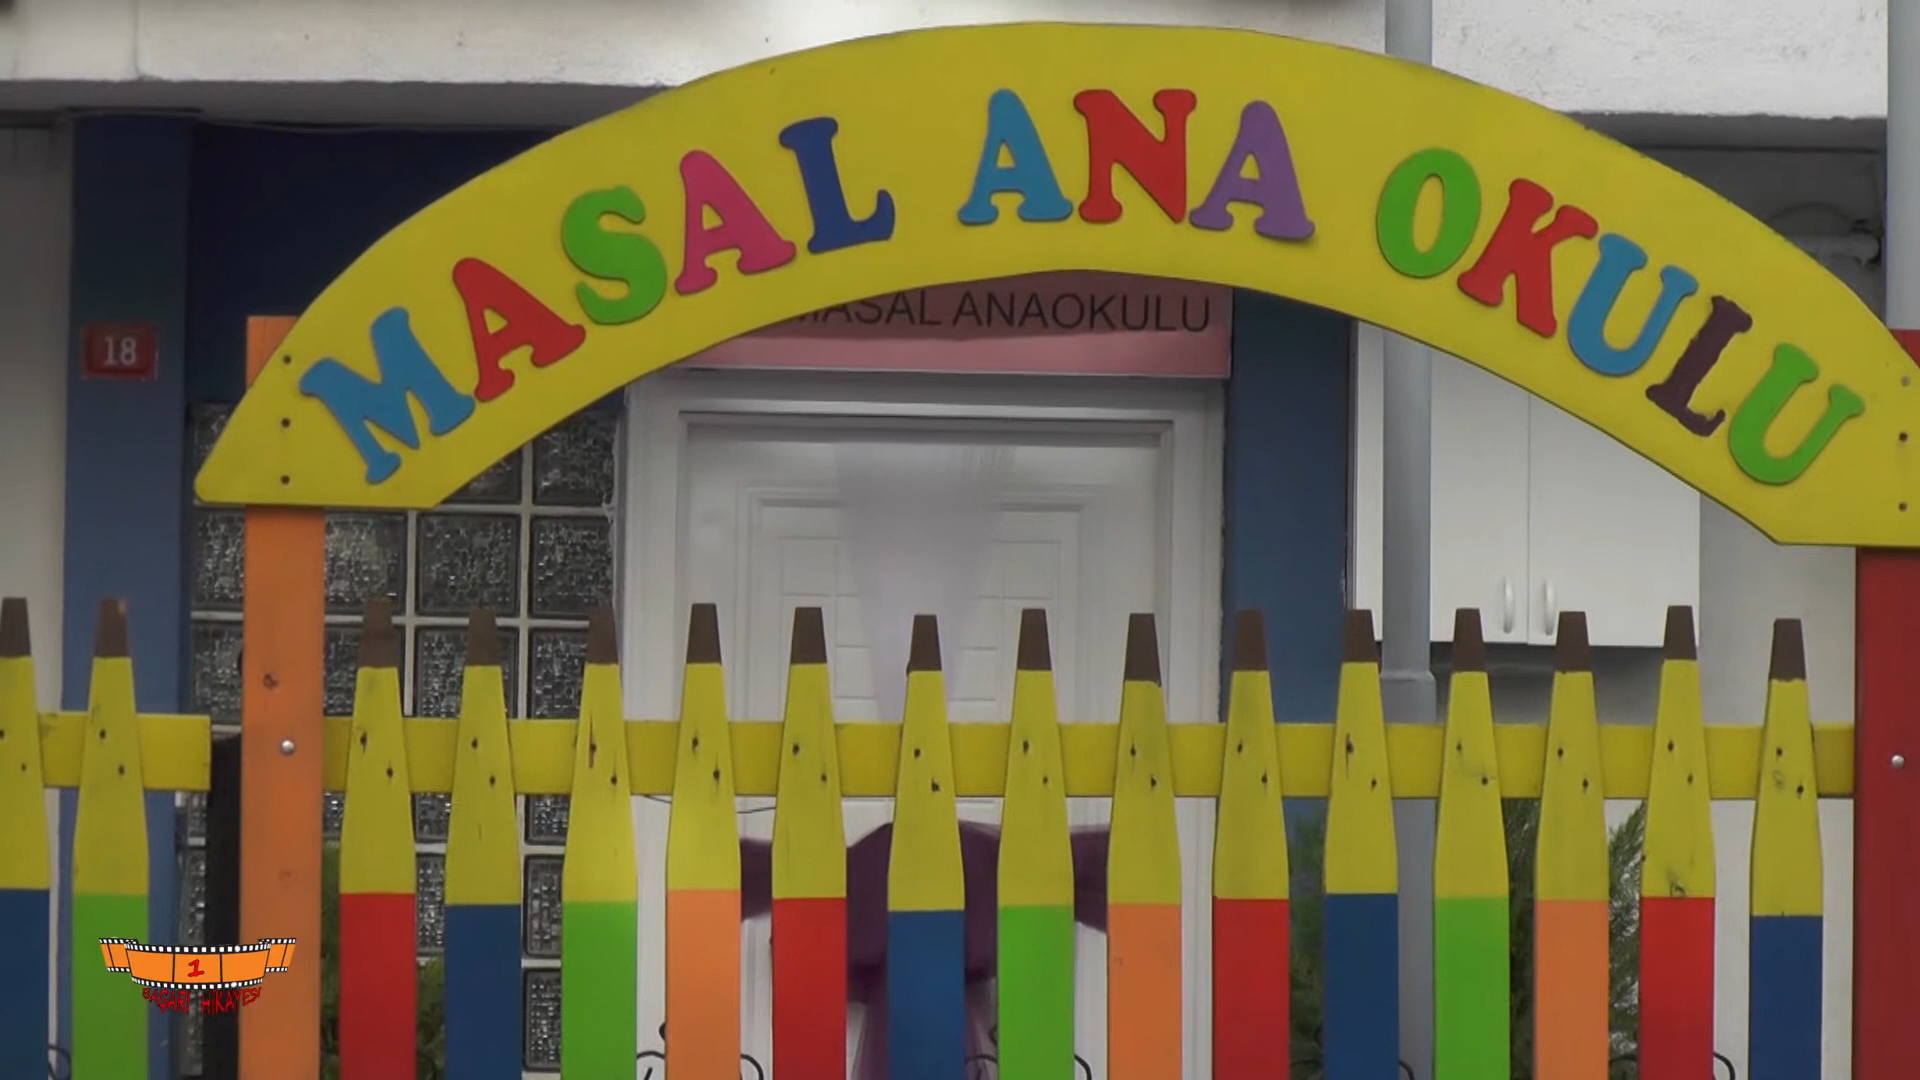 MASAL ANA OKULU
MASAL ANAOKULU
18
1
BAŞARI HİKAYESİ